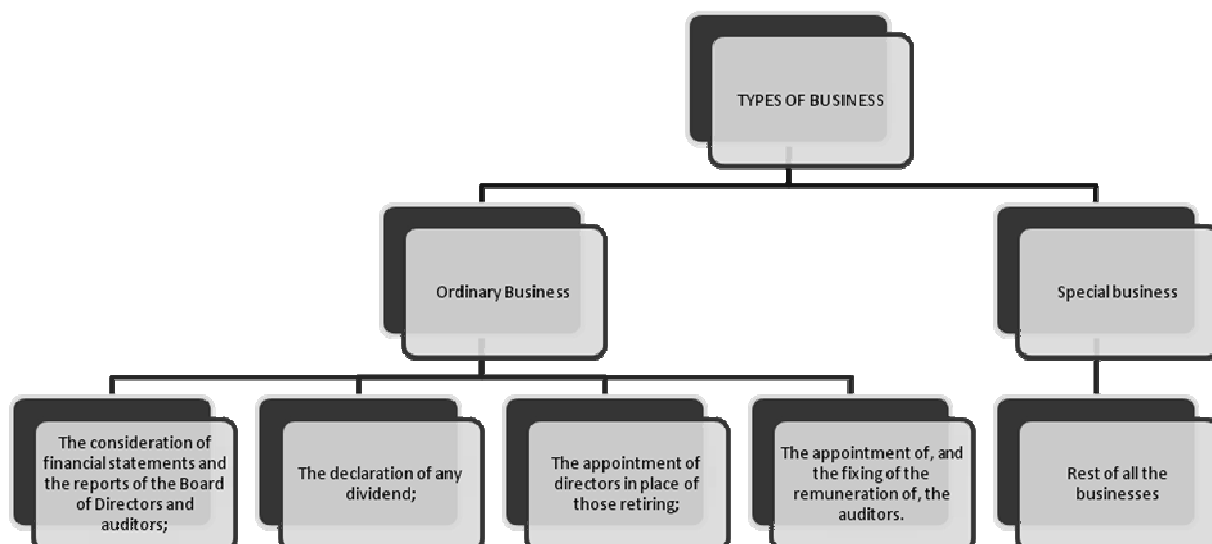 TYPES OF BUSINESS
Ordinary Business
Special business
The consideration of
financial statements and
the reports of the Board
of Directors and
auditors;
The declaration of any
dividend;
The appointment of
directors in place of
those retiring;
The appointment of, and
the fixing of the
remuneration of, the
auditors.
Rest of all the
businesses